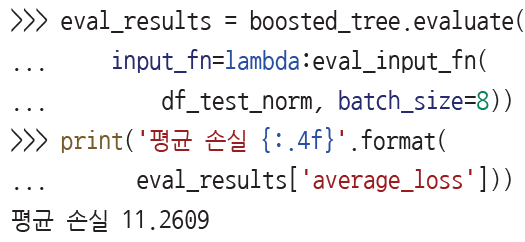 >>> eval_results = boosted_tree.evaluate(
...     input_fn=lambda:eval_input_fn(
...         df_test_norm, batch_size=8))
>>> print('평균 손실 {:.4f}'.format(
...       eval_results['average_loss']))
평균 손실 11.2609